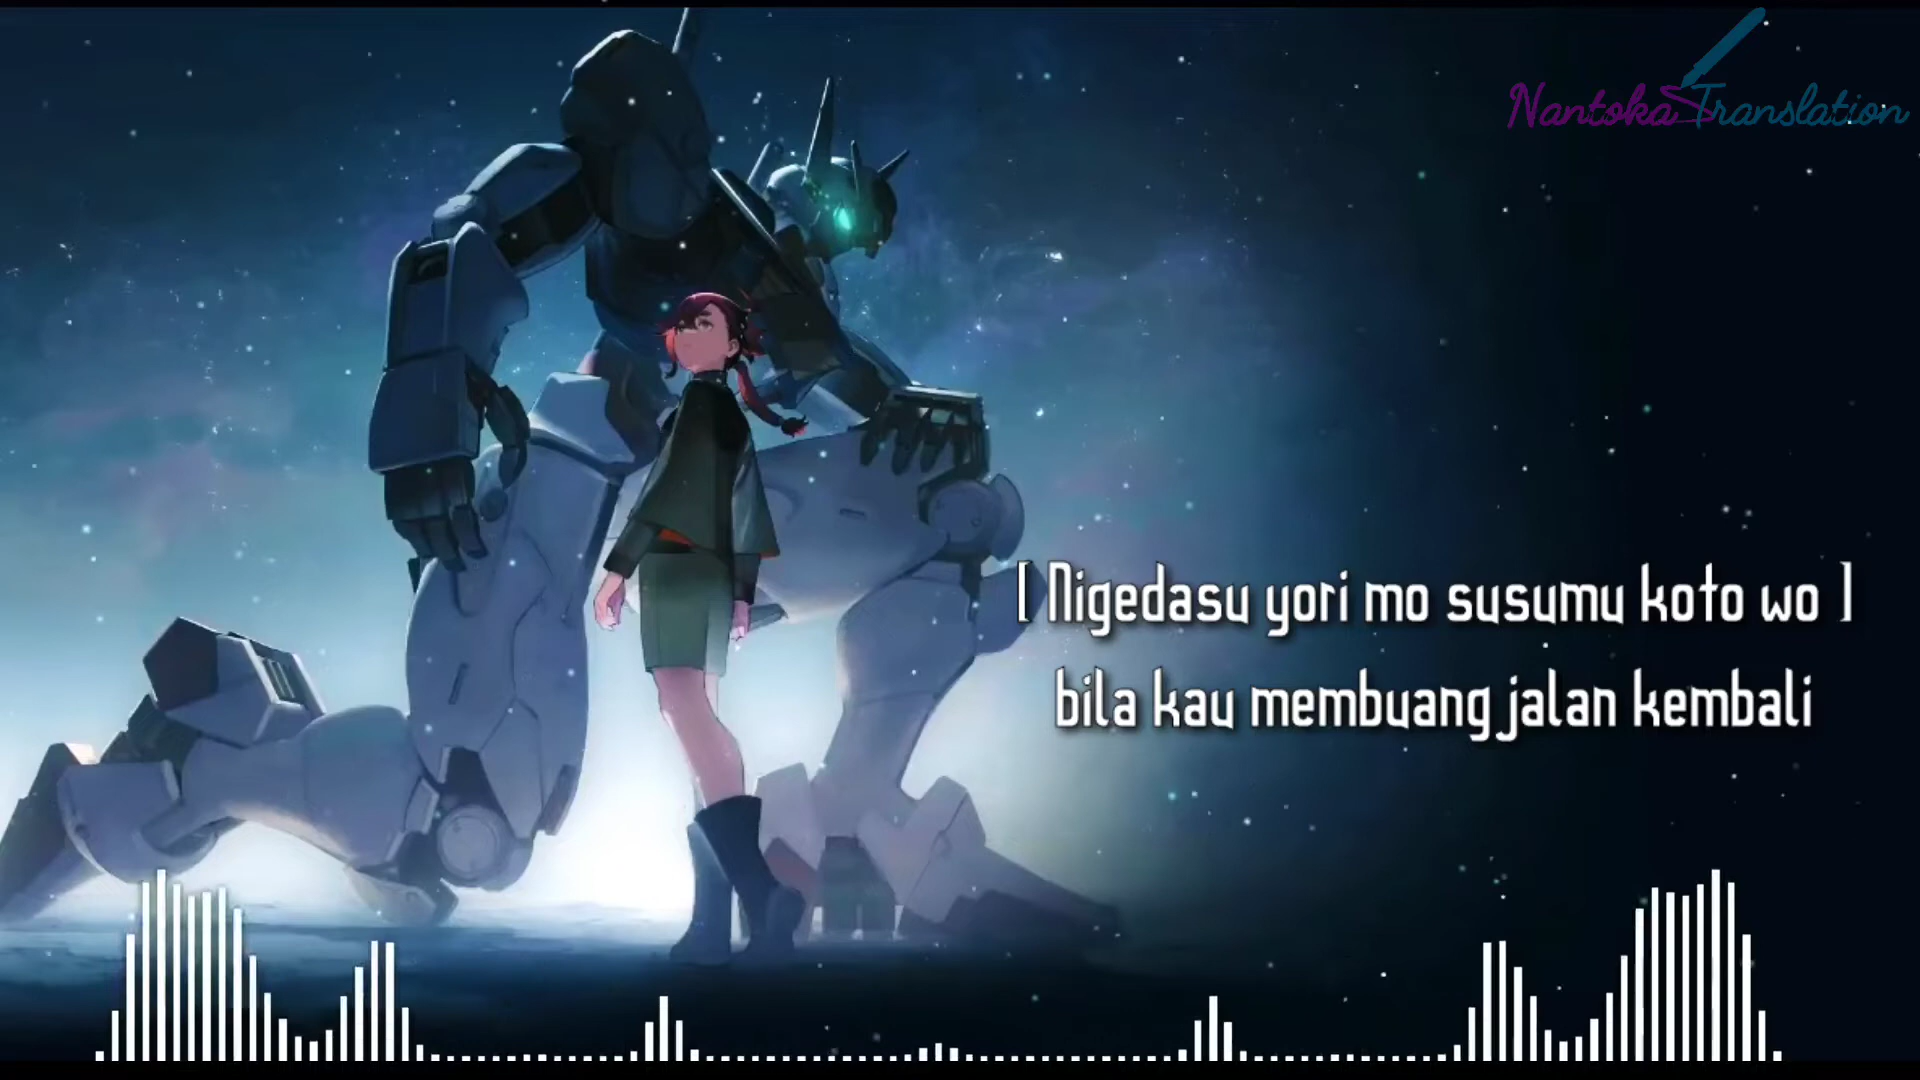 Nantoka Translation
[ Nigedasu yori mo susumu koto wo ]
bila kau membuang jalan kembali